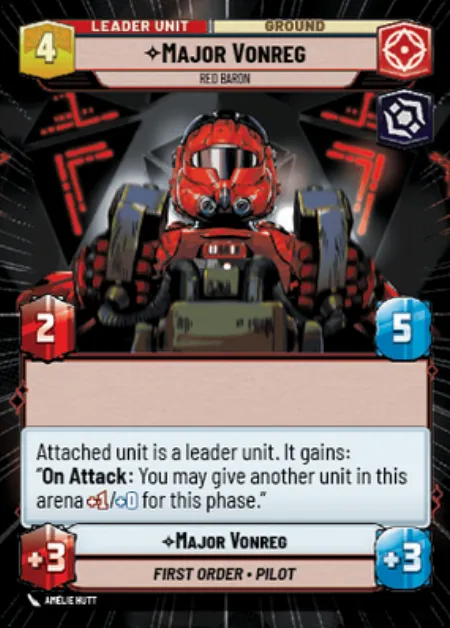 LEADER UNIT GROUND
4 MAJOR VONREG
RED BARON
2 5
Attached unit is a leader unit. It gains:
"On Attack: You may give another unit in this
arena +1/+0 for this phase."
MAJOR VONREG
+3 +3
FIRST ORDER • PILOT
AMÉLIE HUTT